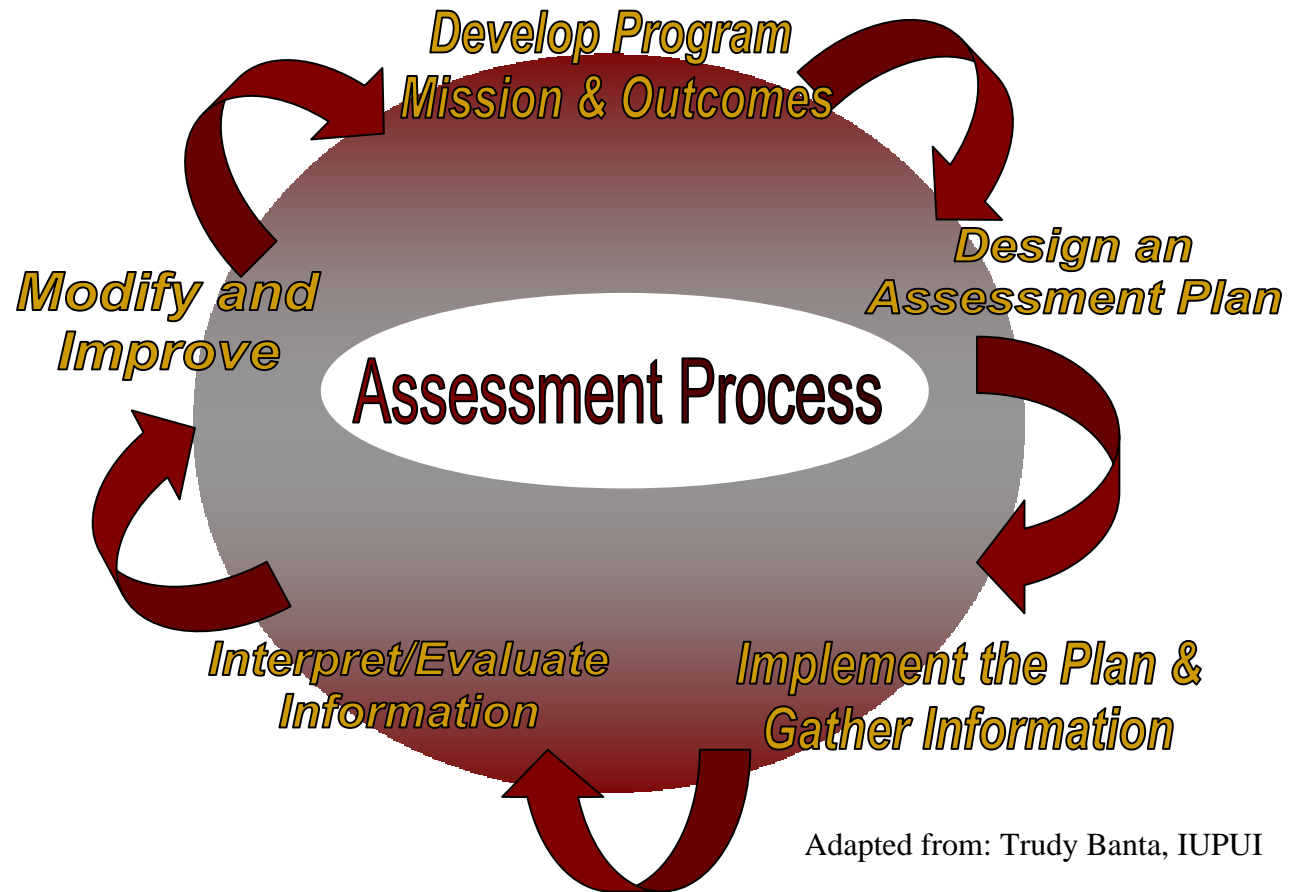 Develop Program
Mission & Outcomes
Design an
Assessment Plan
Modify and
Improve
Assessment Process
Interpret/Evaluate
Information
Implement the Plan &
Gather Information
Adapted from: Trudy Banta, IUPUI